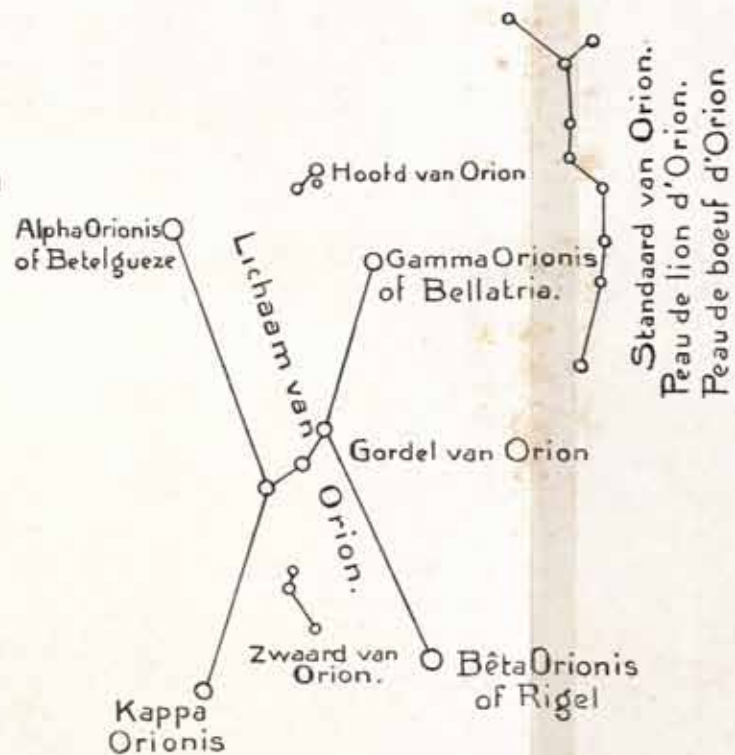 Hoofd van Orion
Alpha Orionis
of Betelgueze
Lichaam van
Orion.
Gamma Orionis
of Bellatria.
Standaard van Orion.
Peau de lion d'Orion.
Peau de boeuf d'Orion
Gordel van Orion
Zwaard van
Orion.
Bêta Orionis
of Rigel
Kappa
Orionis